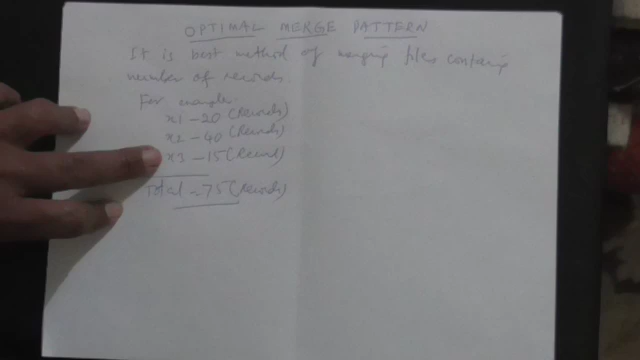 OPTIMAL MERGE PATTERN
It is best method of merging files containing
number of records
For example
x1 - 20 (Records)
x2 - 40 (Records)
x3 - 15 (Record)
Total - 75 (Records)